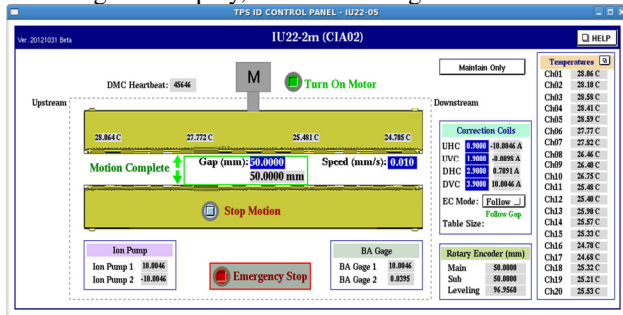 TPS ID CONTROL PANEL - IU22-05
Ver. 20121031 Beta
IU22-2m (CIA02)
HELP
DMC Heartbeat: 45646
M
Turn On Motor
Maintain Only
Upstream
Downstream
28.064 C 27.772 C 25.481 C 24.705 C
Motion Complete
Gap (mm): 50.0000
50.0000 mm
Speed (mm/s): 0.010
Stop Motion
Ion Pump
Ion Pump 1 10.0046
Ion Pump 2 -10.0046
Emergency Stop
BA Gage
BA Gage 1 10.0046
BA Gage 2 0.0395
Correction Coils
UHC 0.9000 -10.0046 A
UVC 1.9000 -0.0098 A
DHC 2.9000 0.7091 A
DVC 3.9000 10.0046 A
EC Mode: Follow
Follow Gap
Table Size:
Rotary Encoder (mm)
Main 50.0000
Sub 50.0000
Leveling 96.9560
Temperatures
Ch01 28.06 C
Ch02 28.10 C
Ch03 28.58 C
Ch04 28.41 C
Ch05 28.59 C
Ch06 27.77 C
Ch07 27.82 C
Ch08 26.46 C
Ch09 26.40 C
Ch10 26.75 C
Ch11 25.48 C
Ch12 25.40 C
Ch13 25.90 C
Ch14 25.57 C
Ch15 25.33 C
Ch16 24.70 C
Ch17 24.68 C
Ch18 25.32 C
Ch19 25.21 C
Ch20 25.53 C